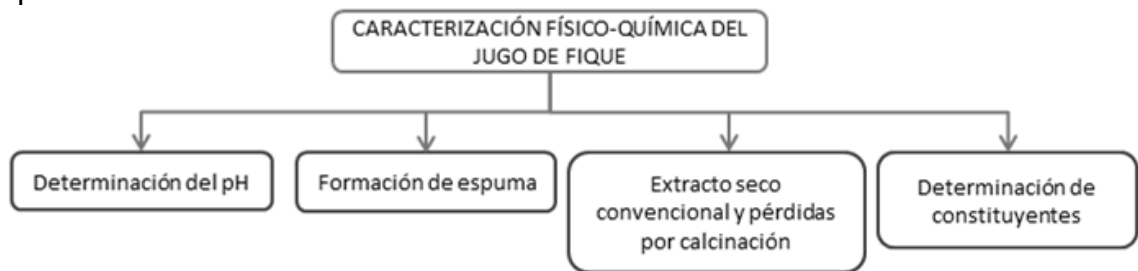 CARACTERIZACIÓN FÍSICO-QUÍMICA DEL
JUGO DE FIQUE
Determinación del pH
Formación de espuma
Extracto seco
convencional y pérdidas
por calcinación
Determinación de
constituyentes